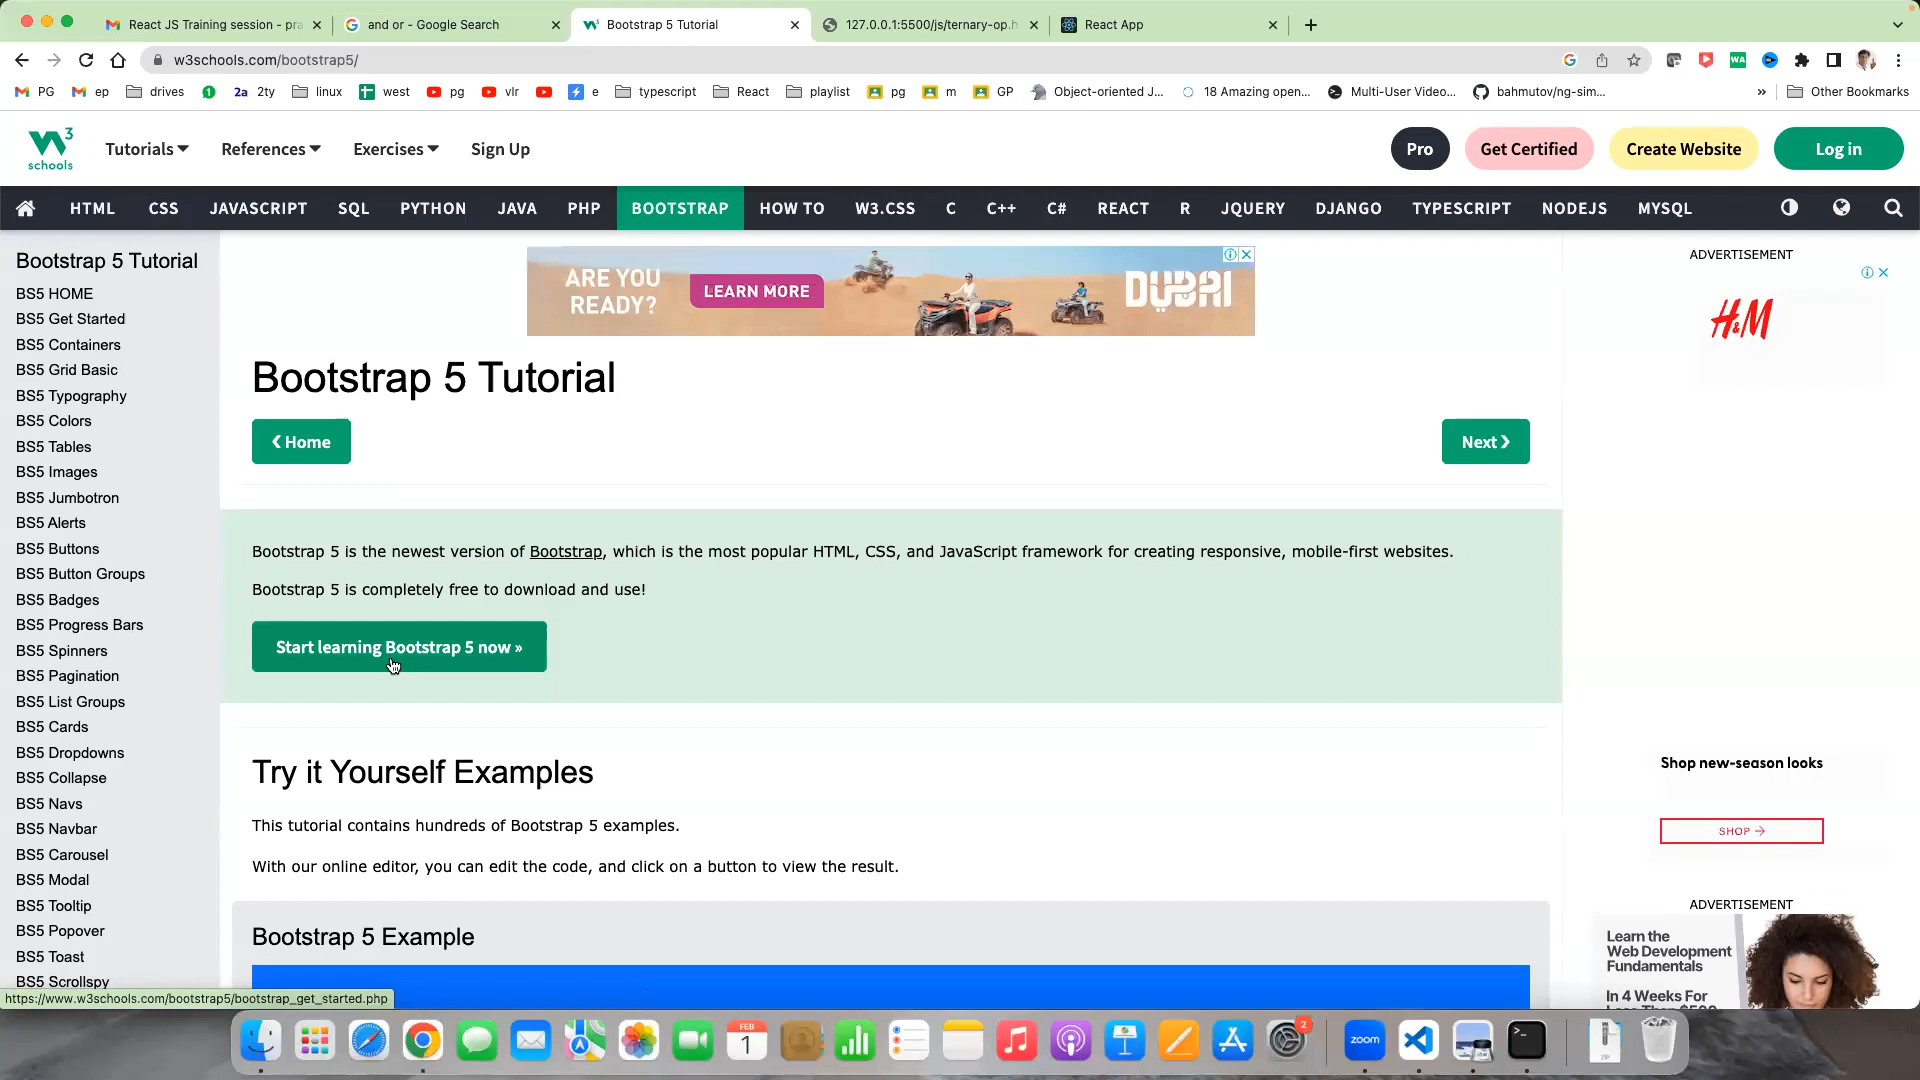 React JS Training session - pra
and or - Google Search
Bootstrap 5 Tutorial
127.0.0.1:5500/js/ternary-op.h
React App
w3schools.com/bootstrap5/
PG
ep
drives
2ty
linux
west
pg
vlr
e
typescript
React
playlist
pg
m
GP
Object-oriented J...
18 Amazing open...
Multi-User Video...
bahmutov/ng-sim...
»
Other Bookmarks
schools
Tutorials
References
Exercises
Sign Up
Pro
Get Certified
Create Website
Log in
HTML
CSS
JAVASCRIPT
SQL
PYTHON
JAVA
PHP
BOOTSTRAP
HOW TO
W3.CSS
C
C++
C#
REACT
R
JQUERY
DJANGO
TYPESCRIPT
NODEJS
MYSQL
Bootstrap 5 Tutorial
BS5 HOME
BS5 Get Started
BS5 Containers
BS5 Grid Basic
BS5 Typography
BS5 Colors
BS5 Tables
BS5 Images
BS5 Jumbotron
BS5 Alerts
BS5 Buttons
BS5 Button Groups
BS5 Badges
BS5 Progress Bars
BS5 Spinners
BS5 Pagination
BS5 List Groups
BS5 Cards
BS5 Dropdowns
BS5 Collapse
BS5 Navs
BS5 Navbar
BS5 Carousel
BS5 Modal
BS5 Tooltip
BS5 Popover
BS5 Toast
BS5 Scrollspy
https://www.w3schools.com/bootstrap5/bootstrap_get_started.php
ARE YOU
READY?
LEARN MORE
DUBAI
Bootstrap 5 Tutorial
❮ Home
Next ❯
Bootstrap 5 is the newest version of Bootstrap, which is the most popular HTML, CSS, and JavaScript framework for creating responsive, mobile-first websites.
Bootstrap 5 is completely free to download and use!
Start learning Bootstrap 5 now »
Try it Yourself Examples
This tutorial contains hundreds of Bootstrap 5 examples.
With our online editor, you can edit the code, and click on a button to view the result.
Bootstrap 5 Example
ADVERTISEMENT
H&M
Shop new-season looks
SHOP →
ADVERTISEMENT
Learn the
Web Development
Fundamentals
In 4 Weeks For
FEB
1
2
zoom
ZIP